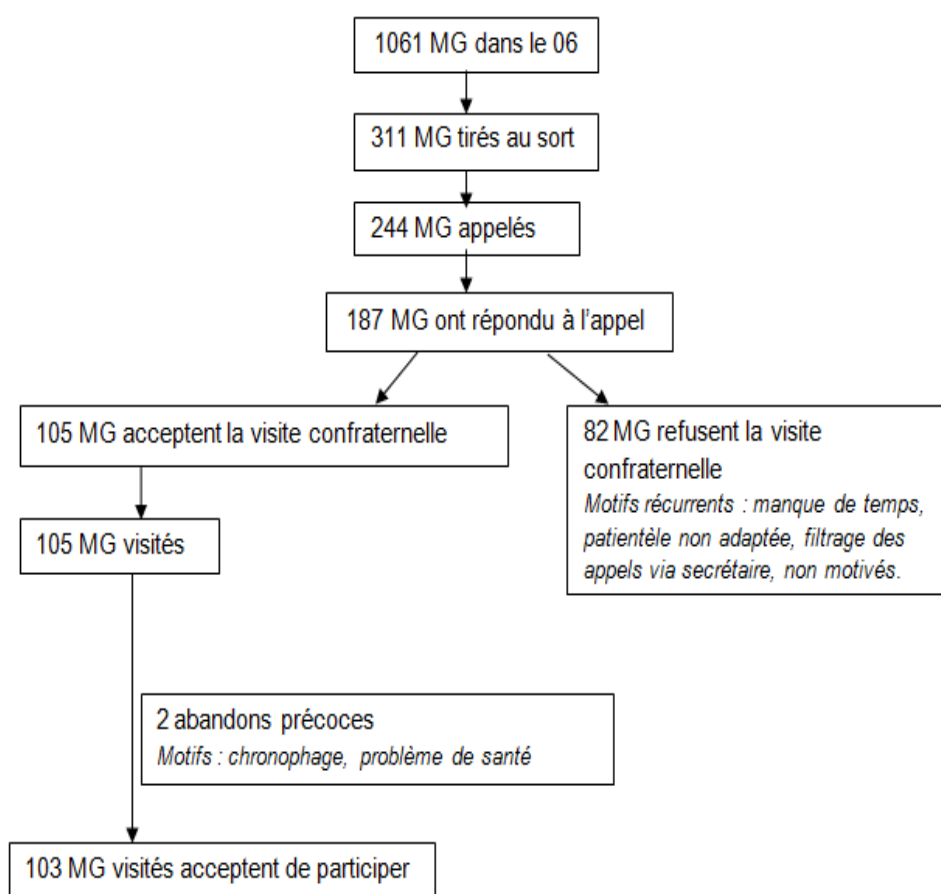 1061 MG dans le 06
311 MG tirés au sort
244 MG appelés
187 MG ont répondu à l'appel
105 MG acceptent la visite confraternelle
82 MG refusent la visite
confraternelle
Motifs récurrents : manque de temps,
patientèle non adaptée, filtrage des
appels via secrétaire, non motivés.
105 MG visités
2 abandons précoces
Motifs : chronophage, problème de santé
103 MG visités acceptent de participer